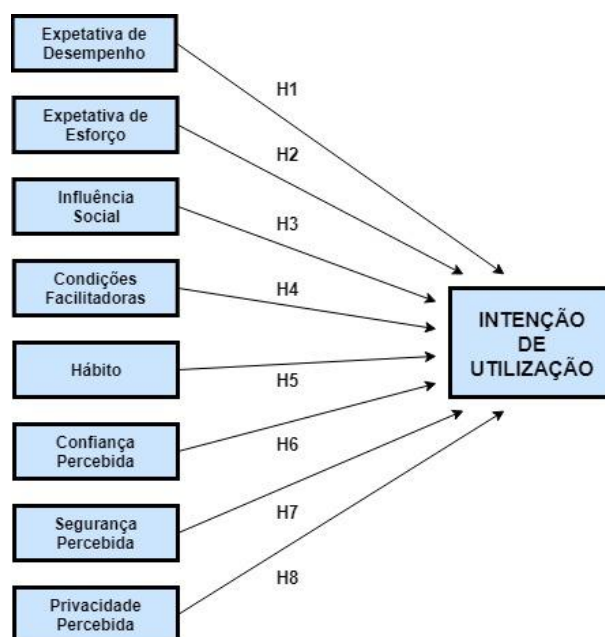 Expetativa de
Desempenho
H1
Expetativa de
Esforço
H2
Influência
Social
H3
Condições
Facilitadoras
H4
INTENÇÃO
DE
UTILIZAÇÃO
Hábito
H5
Confiança
Percebida
H6
Segurança
Percebida
H7
Privacidade
Percebida
H8